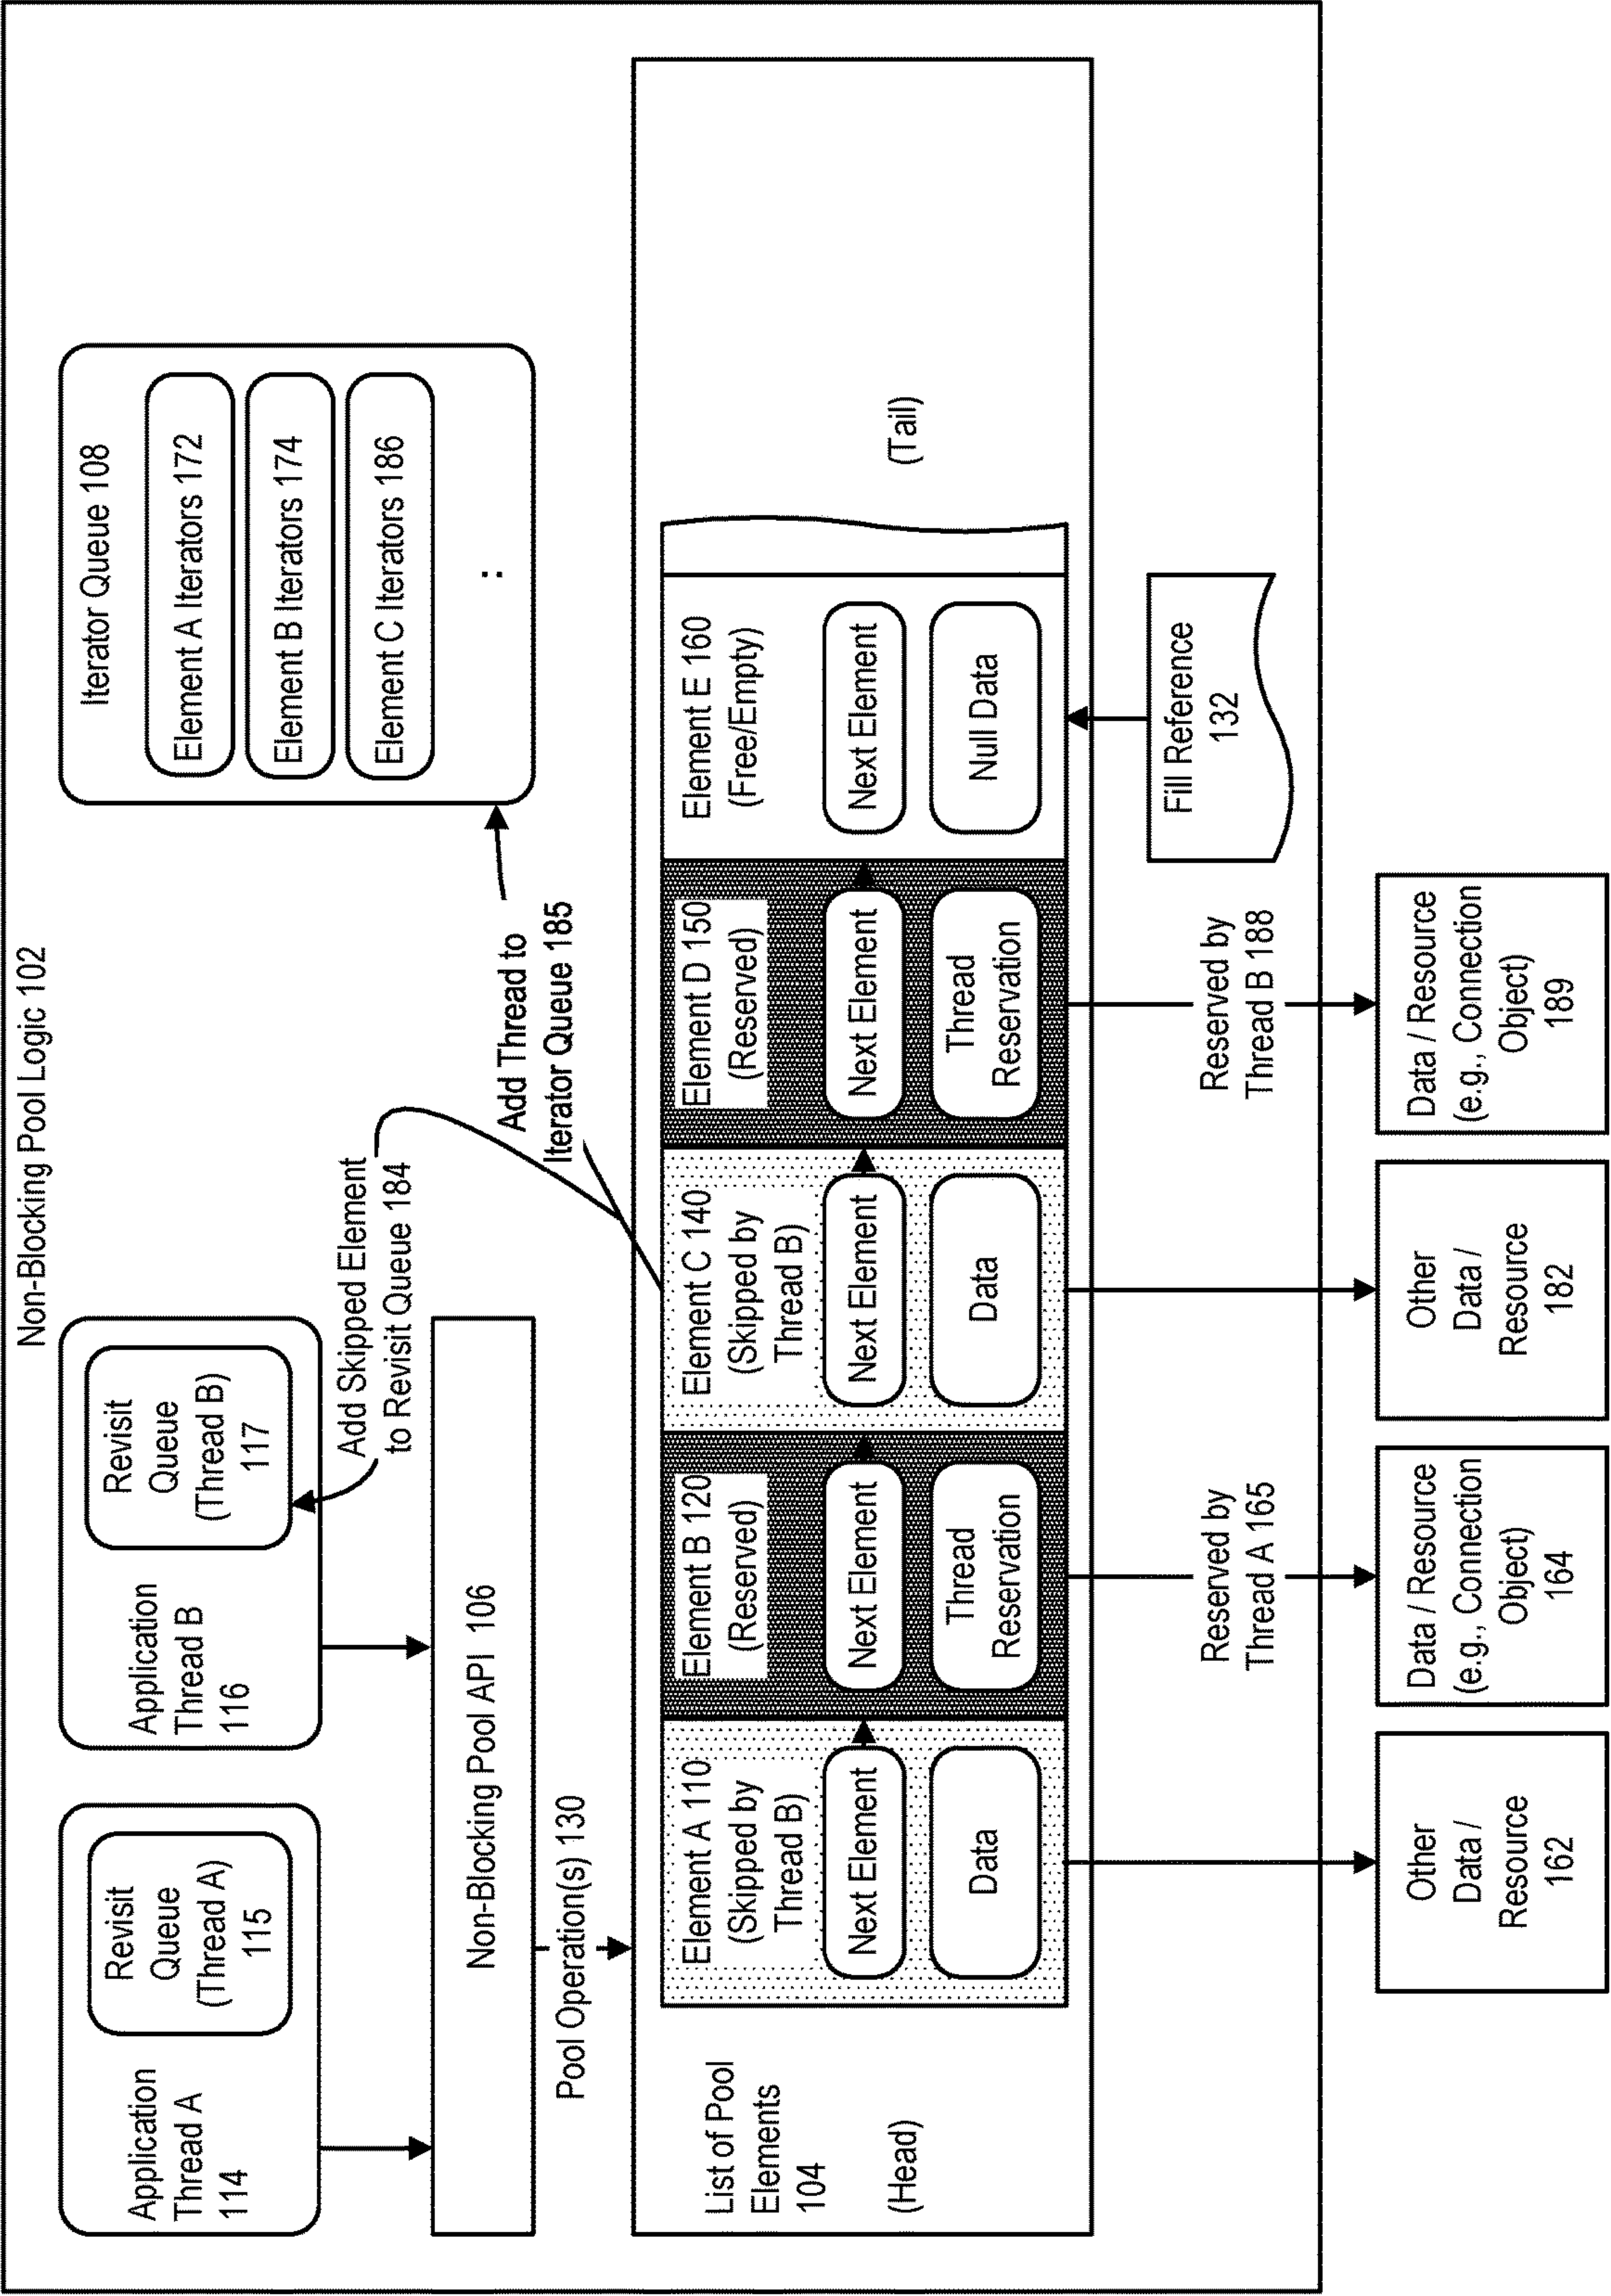 Non-Blocking Pool Logic 102
Application
Thread A
114
Revisit
Queue
(Thread A)
115
Application
Thread B
116
Revisit
Queue
(Thread B)
117
Add Skipped Element
to Revisit Queue 184
Add Thread to
Iterator Queue 185
Iterator Queue 108
Element A Iterators 172
Element B Iterators 174
Element C Iterators 186
:
Non-Blocking Pool API 106
Pool Operation(s) 130
List of Pool
Elements
104
(Head)
Element A 110
(Skipped by
Thread B)
Next Element
Data
Element B 120
(Reserved)
Next Element
Thread
Reservation
Element C 140
(Skipped by
Thread B)
Next Element
Data
Element D 150
(Reserved)
Next Element
Thread
Reservation
Element E 160
(Free/Empty)
Next Element
Null Data
(Tail)
Reserved by
Thread A 165
Reserved by
Thread B 188
Fill Reference
132
Other
Data /
Resource
162
Data / Resource
(e.g., Connection
Object)
164
Other
Data /
Resource
182
Data / Resource
(e.g., Connection
Object)
189